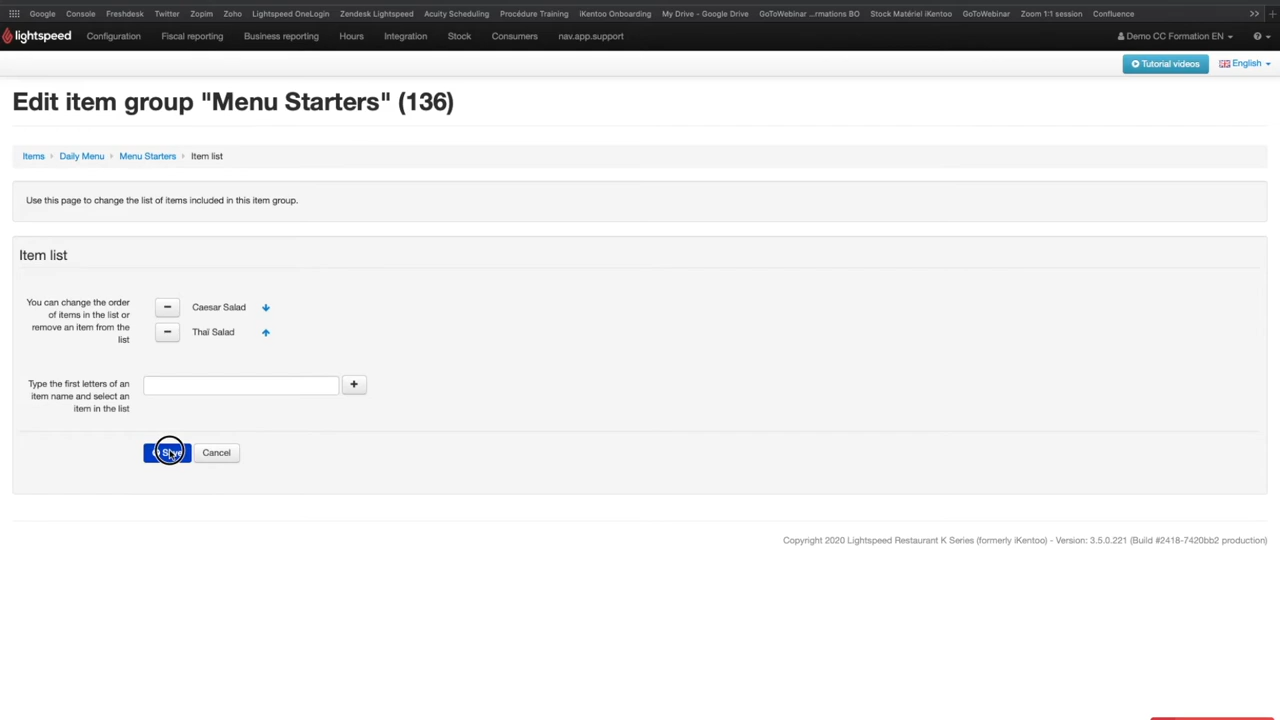 Google Console Freshdesk Twitter Zopim Zoho Lightspeed OneLogin Zendesk Lightspeed Acuity Scheduling Procédure Training iKentoo Onboarding My Drive - Google Drive GoToWebinar ...rmations BO Stock Matériel iKentoo GoToWebinar Zoom 1:1 session Confluence >>
lightspeed Configuration Fiscal reporting Business reporting Hours Integration Stock Consumers nav.app.support Demo CC Formation EN
Tutorial videos English
Edit item group "Menu Starters" (136)
Items Daily Menu Menu Starters Item list
Use this page to change the list of items included in this item group.
Item list
You can change the order
of items in the list or
remove an item from the
list
Caesar Salad
Thaï Salad
Type the first letters of an
item name and select an
item in the list
Save Cancel
Copyright 2020 Lightspeed Restaurant K Series (formerly iKentoo) - Version: 3.5.0.221 (Build #2418-7420bb2 production)